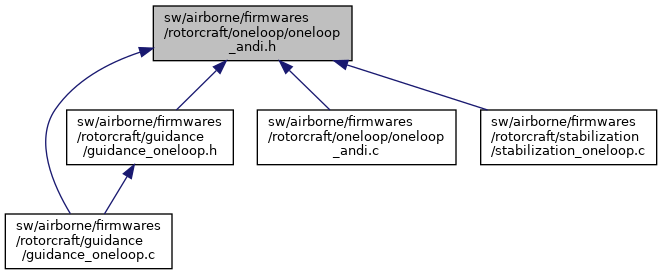 sw/airborne/firmwares
/rotorcraft/oneloop/oneloop
_andi.h
sw/airborne/firmwares
/rotorcraft/guidance
/guidance_oneloop.h
sw/airborne/firmwares
/rotorcraft/oneloop/oneloop
_andi.c
sw/airborne/firmwares
/rotorcraft/stabilization
/stabilization_oneloop.c
sw/airborne/firmwares
/rotorcraft/guidance
/guidance_oneloop.c